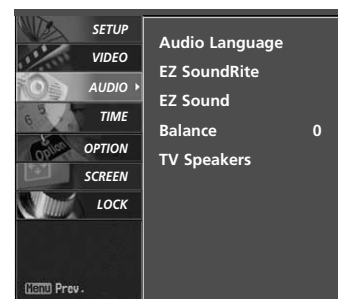 SETUP
VIDEO
AUDIO
TIME
OPTION
SCREEN
LOCK
Option
Menu Prev.
Audio Language
EZ SoundRite
EZ Sound
Balance 0
TV Speakers